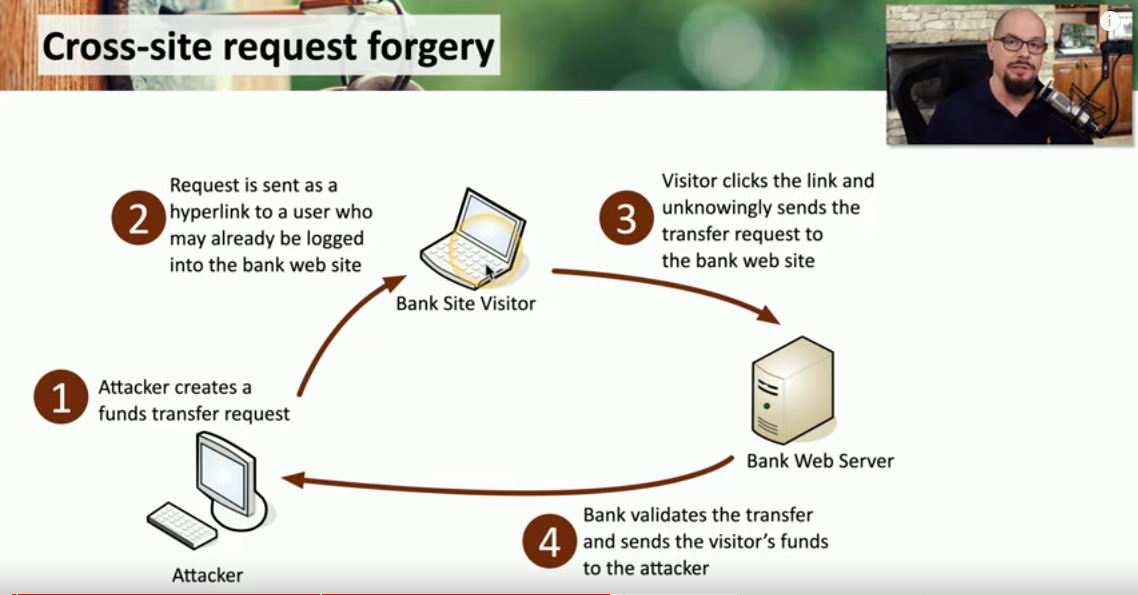 Cross-site request forgery
2
Request is sent as a
hyperlink to a user who
may already be logged
into the bank web site
Bank Site Visitor
3
Visitor clicks the link and
unknowingly sends the
transfer request to
the bank web site
1
Attacker creates a
funds transfer request
Attacker
Bank Web Server
4
Bank validates the transfer
and sends the visitor's funds
to the attacker